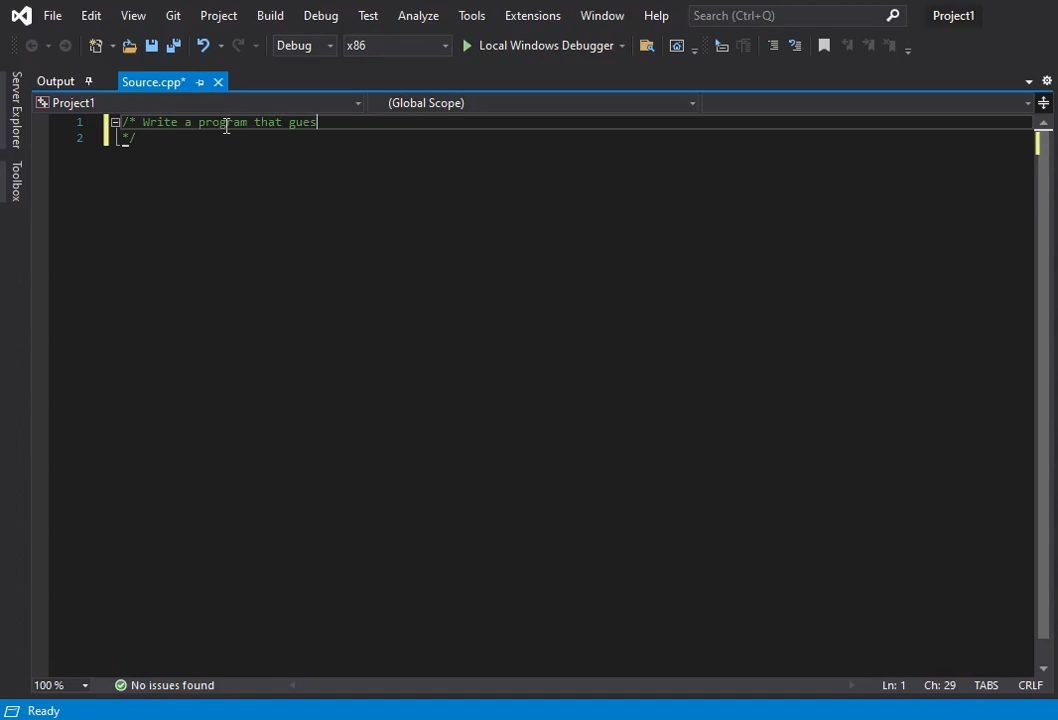 File Edit View Git Project Build Debug Test Analyze Tools Extensions Window Help Search (Ctrl+Q) Project1
Debug x86 Local Windows Debugger
Server Explorer
Toolbox
Output Source.cpp*
Project1 (Global Scope)
1 /* Write a program that gues
2 */
100 % No issues found Ln: 1 Ch: 29 TABS CRLF
Ready